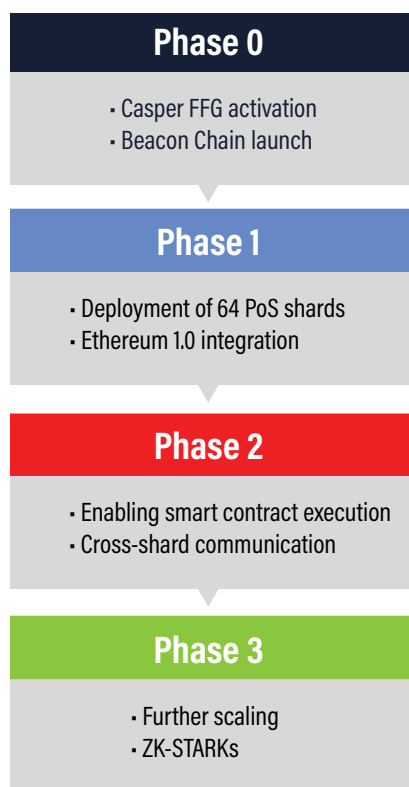 Phase 0
• Casper FFG activation
• Beacon Chain launch
Phase 1
• Deployment of 64 PoS shards
• Ethereum 1.0 integration
Phase 2
• Enabling smart contract execution
• Cross-shard communication
Phase 3
• Further scaling
• ZK-STARKs